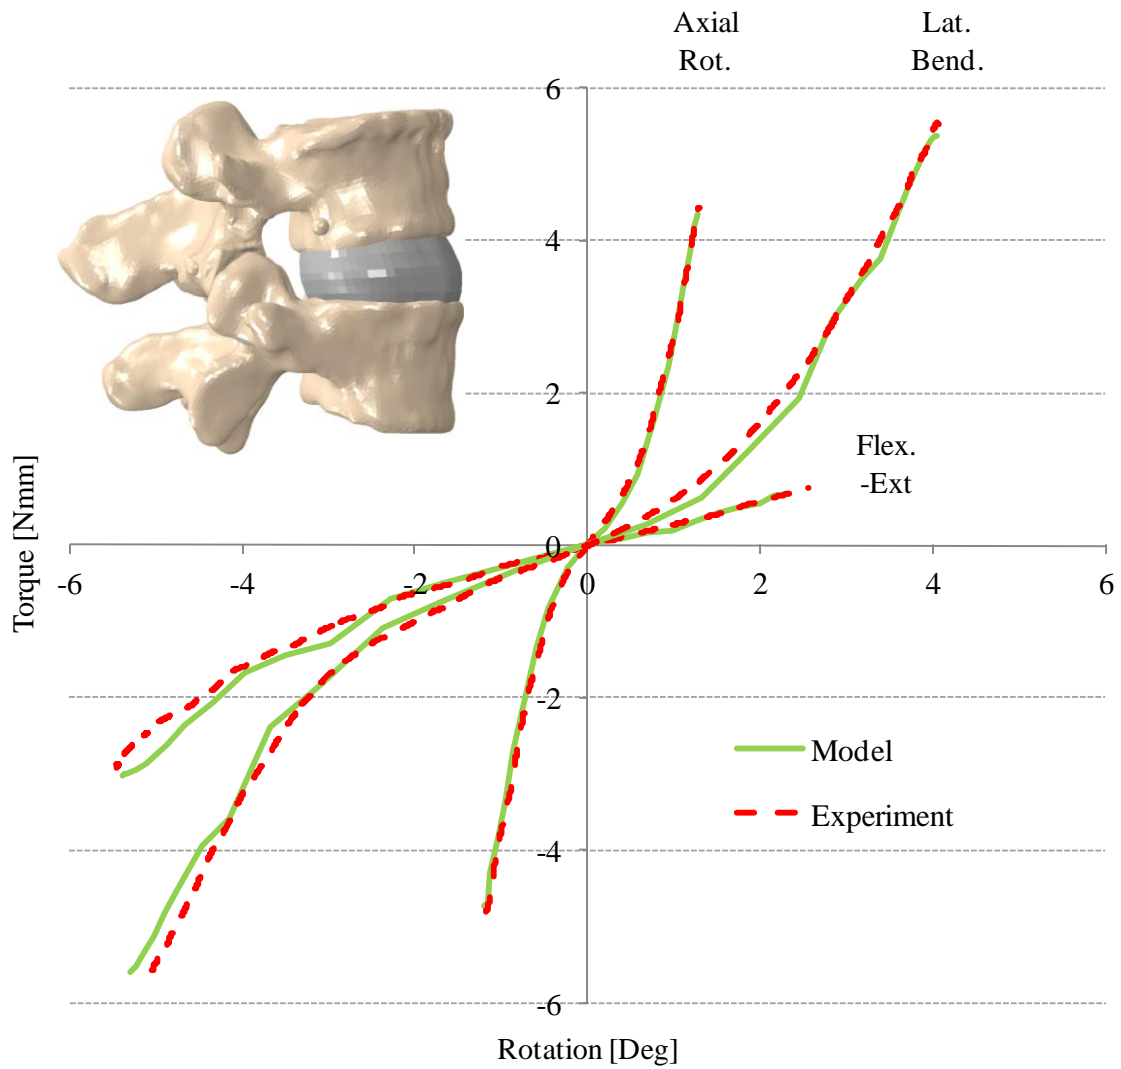 Axial
Rot.
Lat.
Bend.
6
4
2
Flex.
-Ext
0
-6
-4
-2
0
2
4
6
-2
Model
Experiment
-4
-6
Torque [Nmm]
Rotation [Deg]